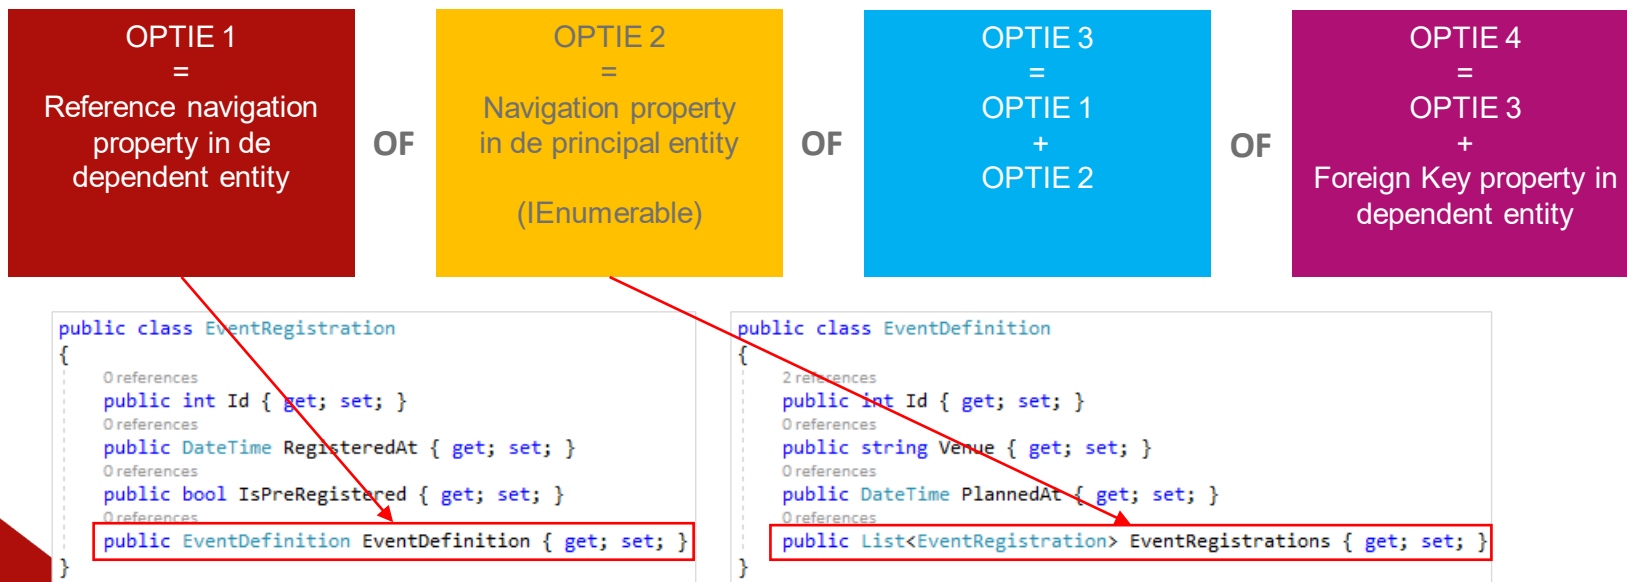 OPTIE 1
=
Reference navigation
property in de
dependent entity
OF
OPTIE 2
=
Navigation property
in de principal entity
(IEnumerable)
OF
OPTIE 3
=
OPTIE 1
+
OPTIE 2
OF
OPTIE 4
=
OPTIE 3
+
Foreign Key property in
dependent entity
public class EventRegistration
{
0 references
public int Id { get; set; }
0 references
public DateTime RegisteredAt { get; set; }
0 references
public bool IsPreRegistered { get; set; }
0 references
public EventDefinition EventDefinition { get; set; }
}
public class EventDefinition
{
2 references
public int Id { get; set; }
0 references
public string Venue { get; set; }
0 references
public DateTime PlannedAt { get; set; }
0 references
public List<EventRegistration> EventRegistrations { get; set; }
}